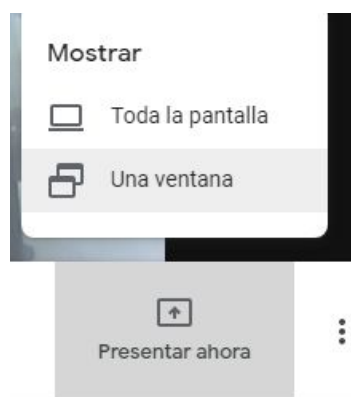 Mostrar
Toda la pantalla
Una ventana
Presentar ahora